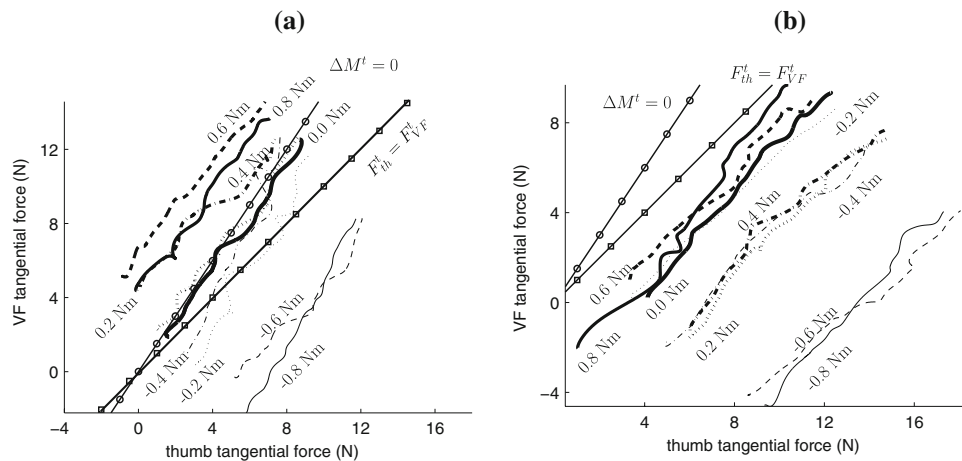 (a)
ΔM^t = 0
0.6 Nm
0.8 Nm
0.0 Nm
0.4 Nm
F^t_th = F^t_VF
0.2 Nm
-0.4 Nm
-0.2 Nm
-0.6 Nm
-0.8 Nm
12
8
4
0
VF tangential force (N)
-4 0 4 8 12 16
thumb tangential force (N)
(b)
F^t_th = F^t_VF
ΔM^t = 0
-0.2 Nm
0.4 Nm
-0.4 Nm
0.6 Nm
0.0 Nm
0.8 Nm
0.2 Nm
-0.6 Nm
-0.8 Nm
8
4
0
-4
VF tangential force (N)
4 8 12 16
thumb tangential force (N)